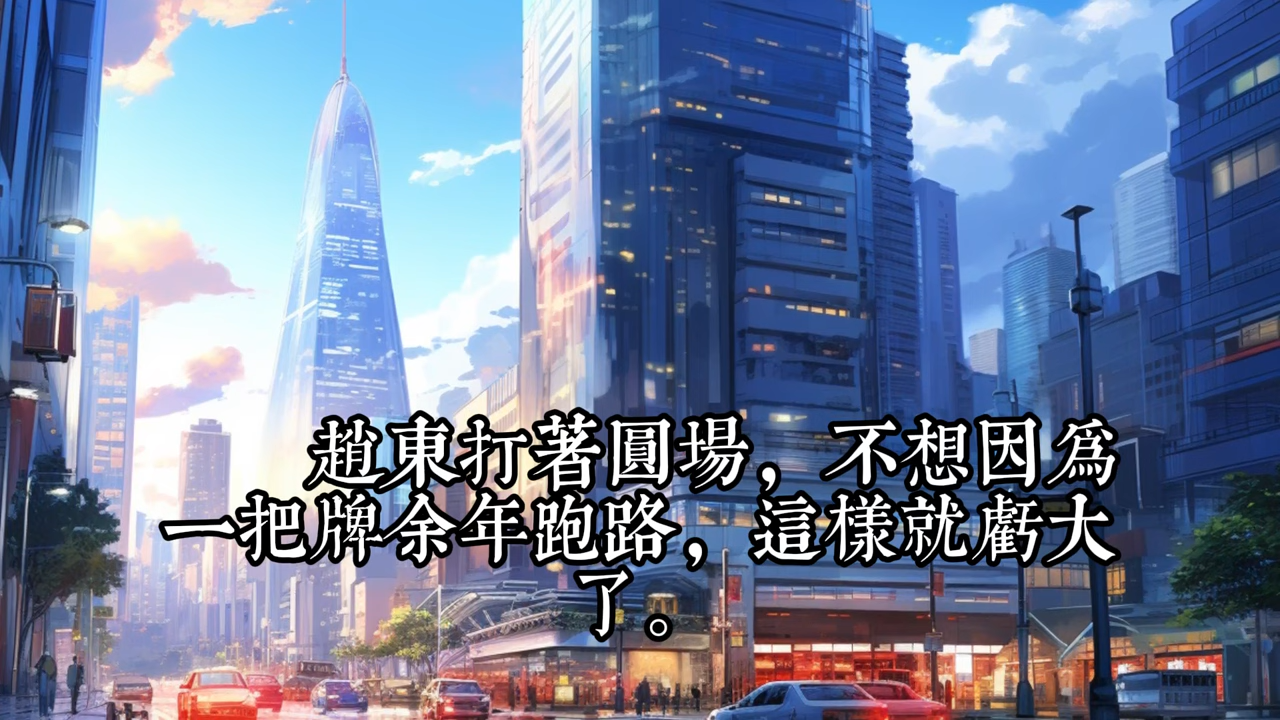 趙東打著圓場，不想因為
一把牌余年跑路，這樣就虧大
了。